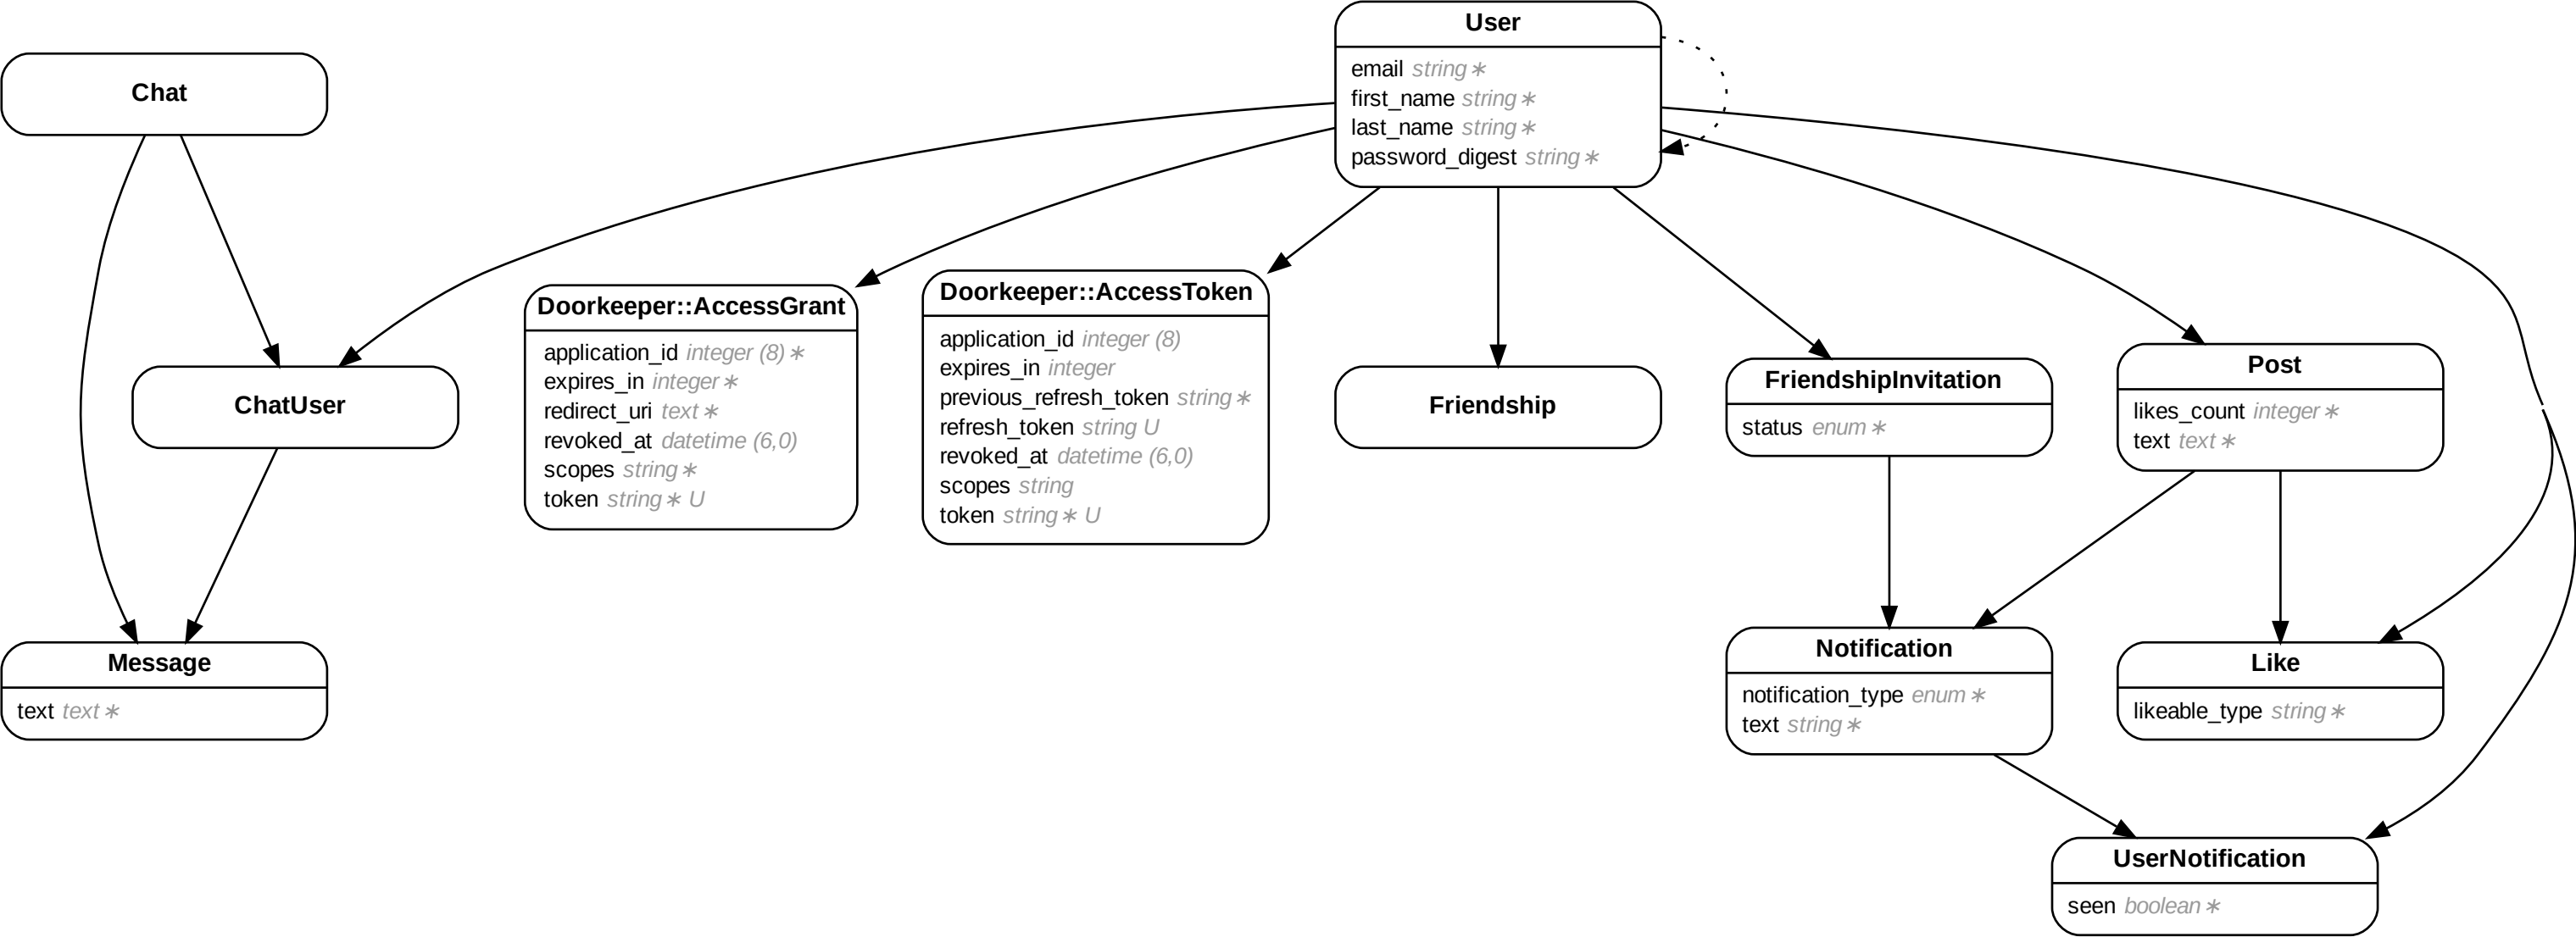 User
email string∗
first_name string∗
last_name string∗
password_digest string∗
Chat
Doorkeeper::AccessGrant
application_id integer (8)∗
expires_in integer∗
redirect_uri text∗
revoked_at datetime (6,0)
scopes string∗
token string∗ U
Doorkeeper::AccessToken
application_id integer (8)
expires_in integer
previous_refresh_token string∗
refresh_token string U
revoked_at datetime (6,0)
scopes string
token string∗ U
ChatUser
Friendship
FriendshipInvitation
status enum∗
Post
likes_count integer∗
text text∗
Message
text text∗
Notification
notification_type enum∗
text string∗
Like
likeable_type string∗
UserNotification
seen boolean∗